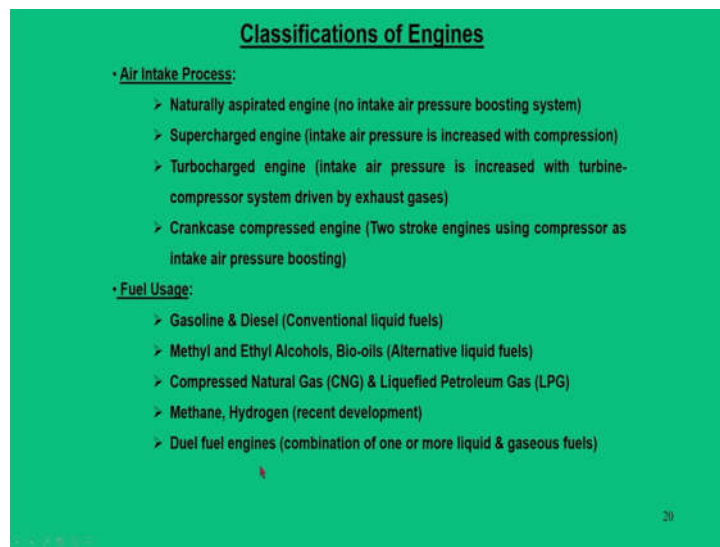 Classifications of Engines
• Air Intake Process:
➢ Naturally aspirated engine (no intake air pressure boosting system)
➢ Supercharged engine (intake air pressure is increased with compression)
➢ Turbocharged engine (intake air pressure is increased with turbine-
compressor system driven by exhaust gases)
➢ Crankcase compressed engine (Two stroke engines using compressor as
intake air pressure boosting)
• Fuel Usage:
➢ Gasoline & Diesel (Conventional liquid fuels)
➢ Methyl and Ethyl Alcohols, Bio-oils (Alternative liquid fuels)
➢ Compressed Natural Gas (CNG) & Liquefied Petroleum Gas (LPG)
➢ Methane, Hydrogen (recent development)
➢ Duel fuel engines (combination of one or more liquid & gaseous fuels)
20